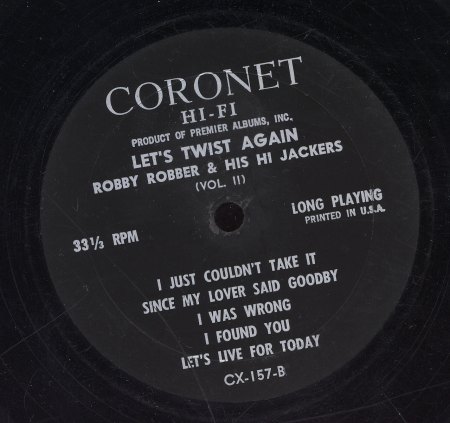 CORONET
HI-FI
PRODUCT OF PREMIER ALBUMS, INC.
LET'S TWIST AGAIN
ROBBY ROBBER & HIS HI JACKERS
(VOL. II)
33⅓ RPM
LONG PLAYING
PRINTED IN U.S.A.
I JUST COULDN'T TAKE IT
SINCE MY LOVER SAID GOODBY
I WAS WRONG
I FOUND YOU
LET'S LIVE FOR TODAY
CX-157-B